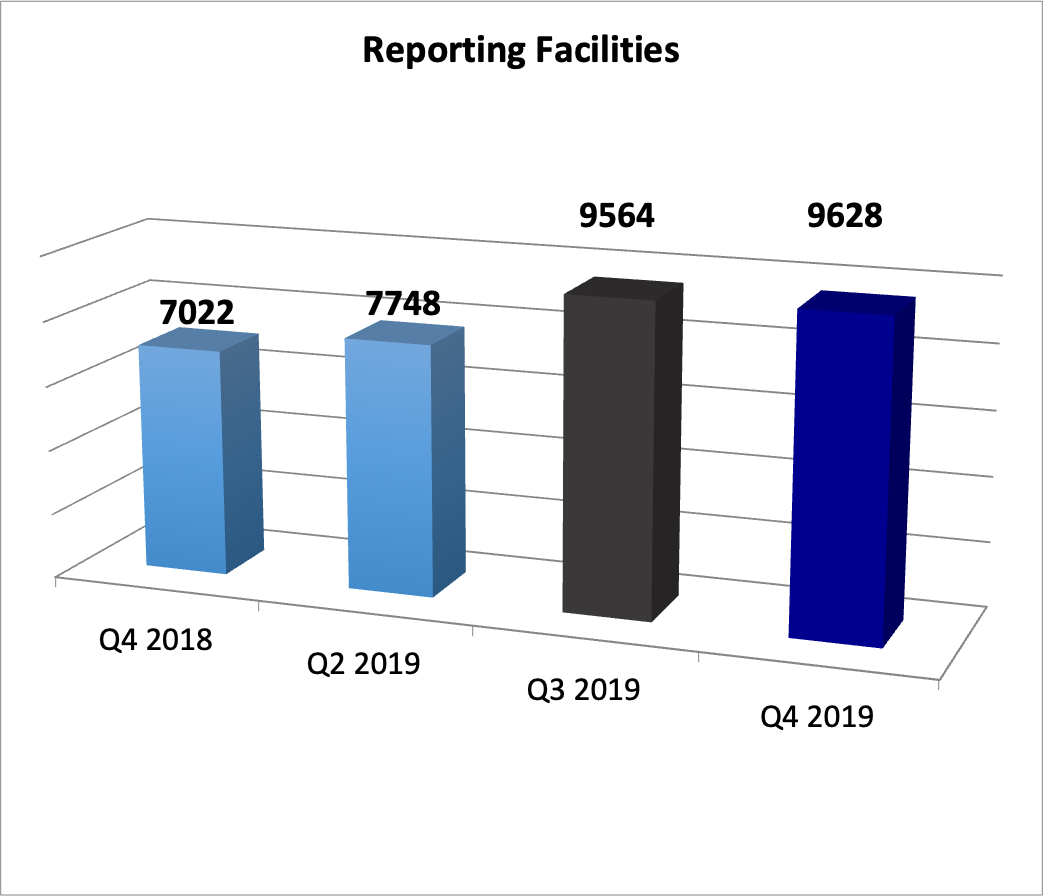 Reporting Facilities
9564
9628
7022
7748
Q4 2018
Q2 2019
Q3 2019
Q4 2019